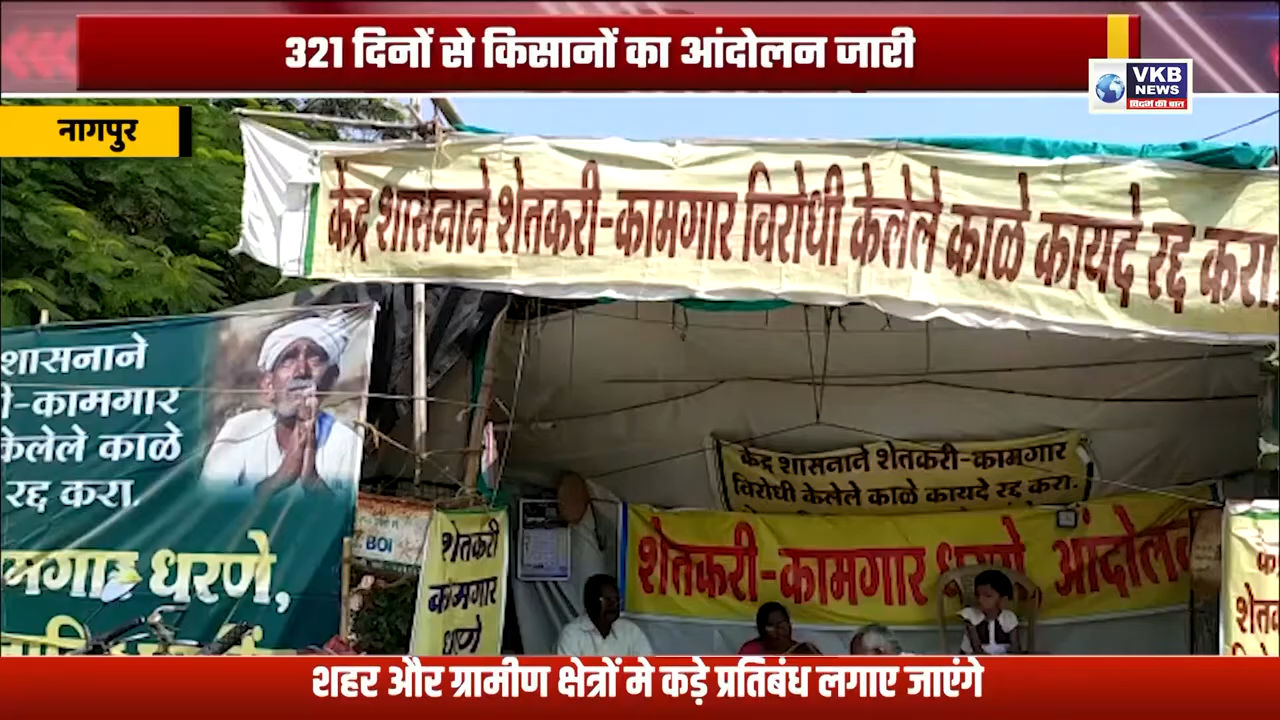 321 दिनों से किसानों का आंदोलन जारी
VKB
NEWS
विदर्भ की बात
नागपुर
केंद्र शासनाने शेतकरी-कामगार विरोधी केलेले काळे कायदे रद्द करा.
शासनाने
-कामगार
केलेले काळे
रद्द करा.
धरणे,
BOI
शेतकरी
कामगार
धरणे
केंद्र शासनाने शेतकरी-कामगार
विरोधी केलेले काळे कायदे रद्द करा.
शेतकरी-कामगार धरणे, आंदोलन
शहर और ग्रामीण क्षेत्रों मे कड़े प्रतिबंध लगाए जाएंगे